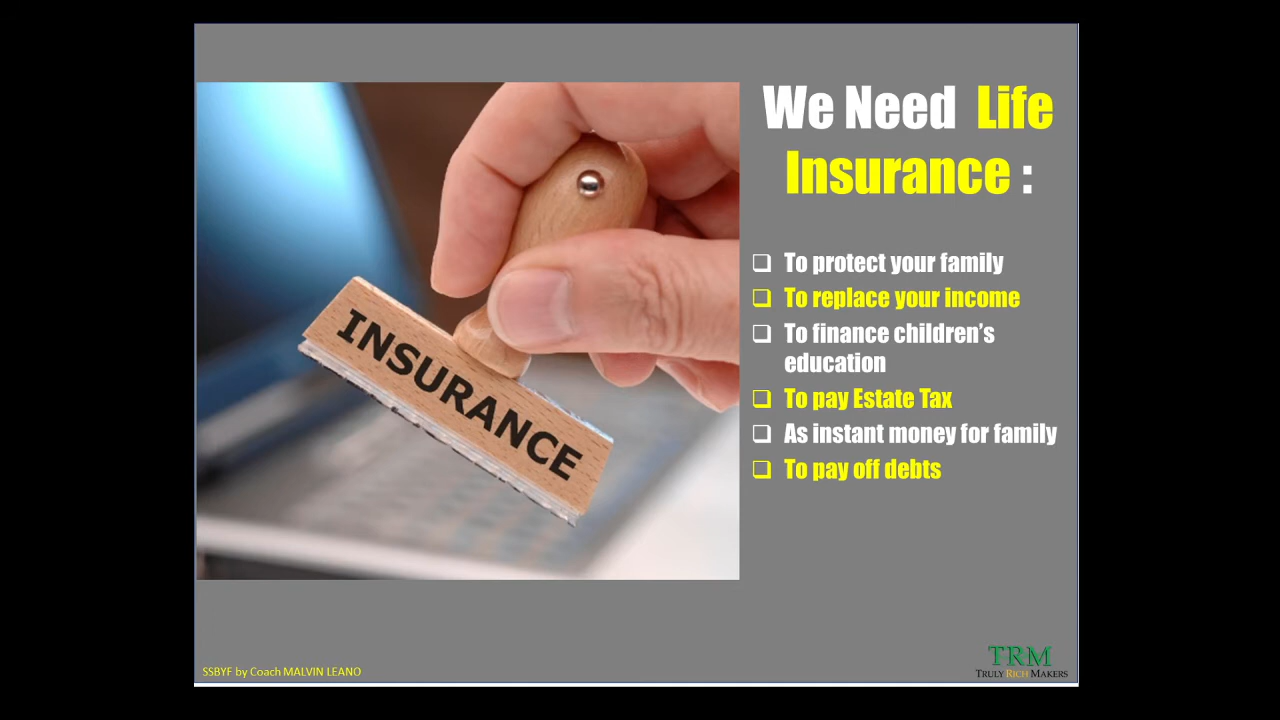 We Need Life
Insurance :
INSURANCE
❑ To protect your family
❑ To replace your income
❑ To finance children's
education
❑ To pay Estate Tax
❑ As instant money for family
❑ To pay off debts
SSBYF by Coach MALVIN LEANO
TRM
TRULY RICH MAKERS